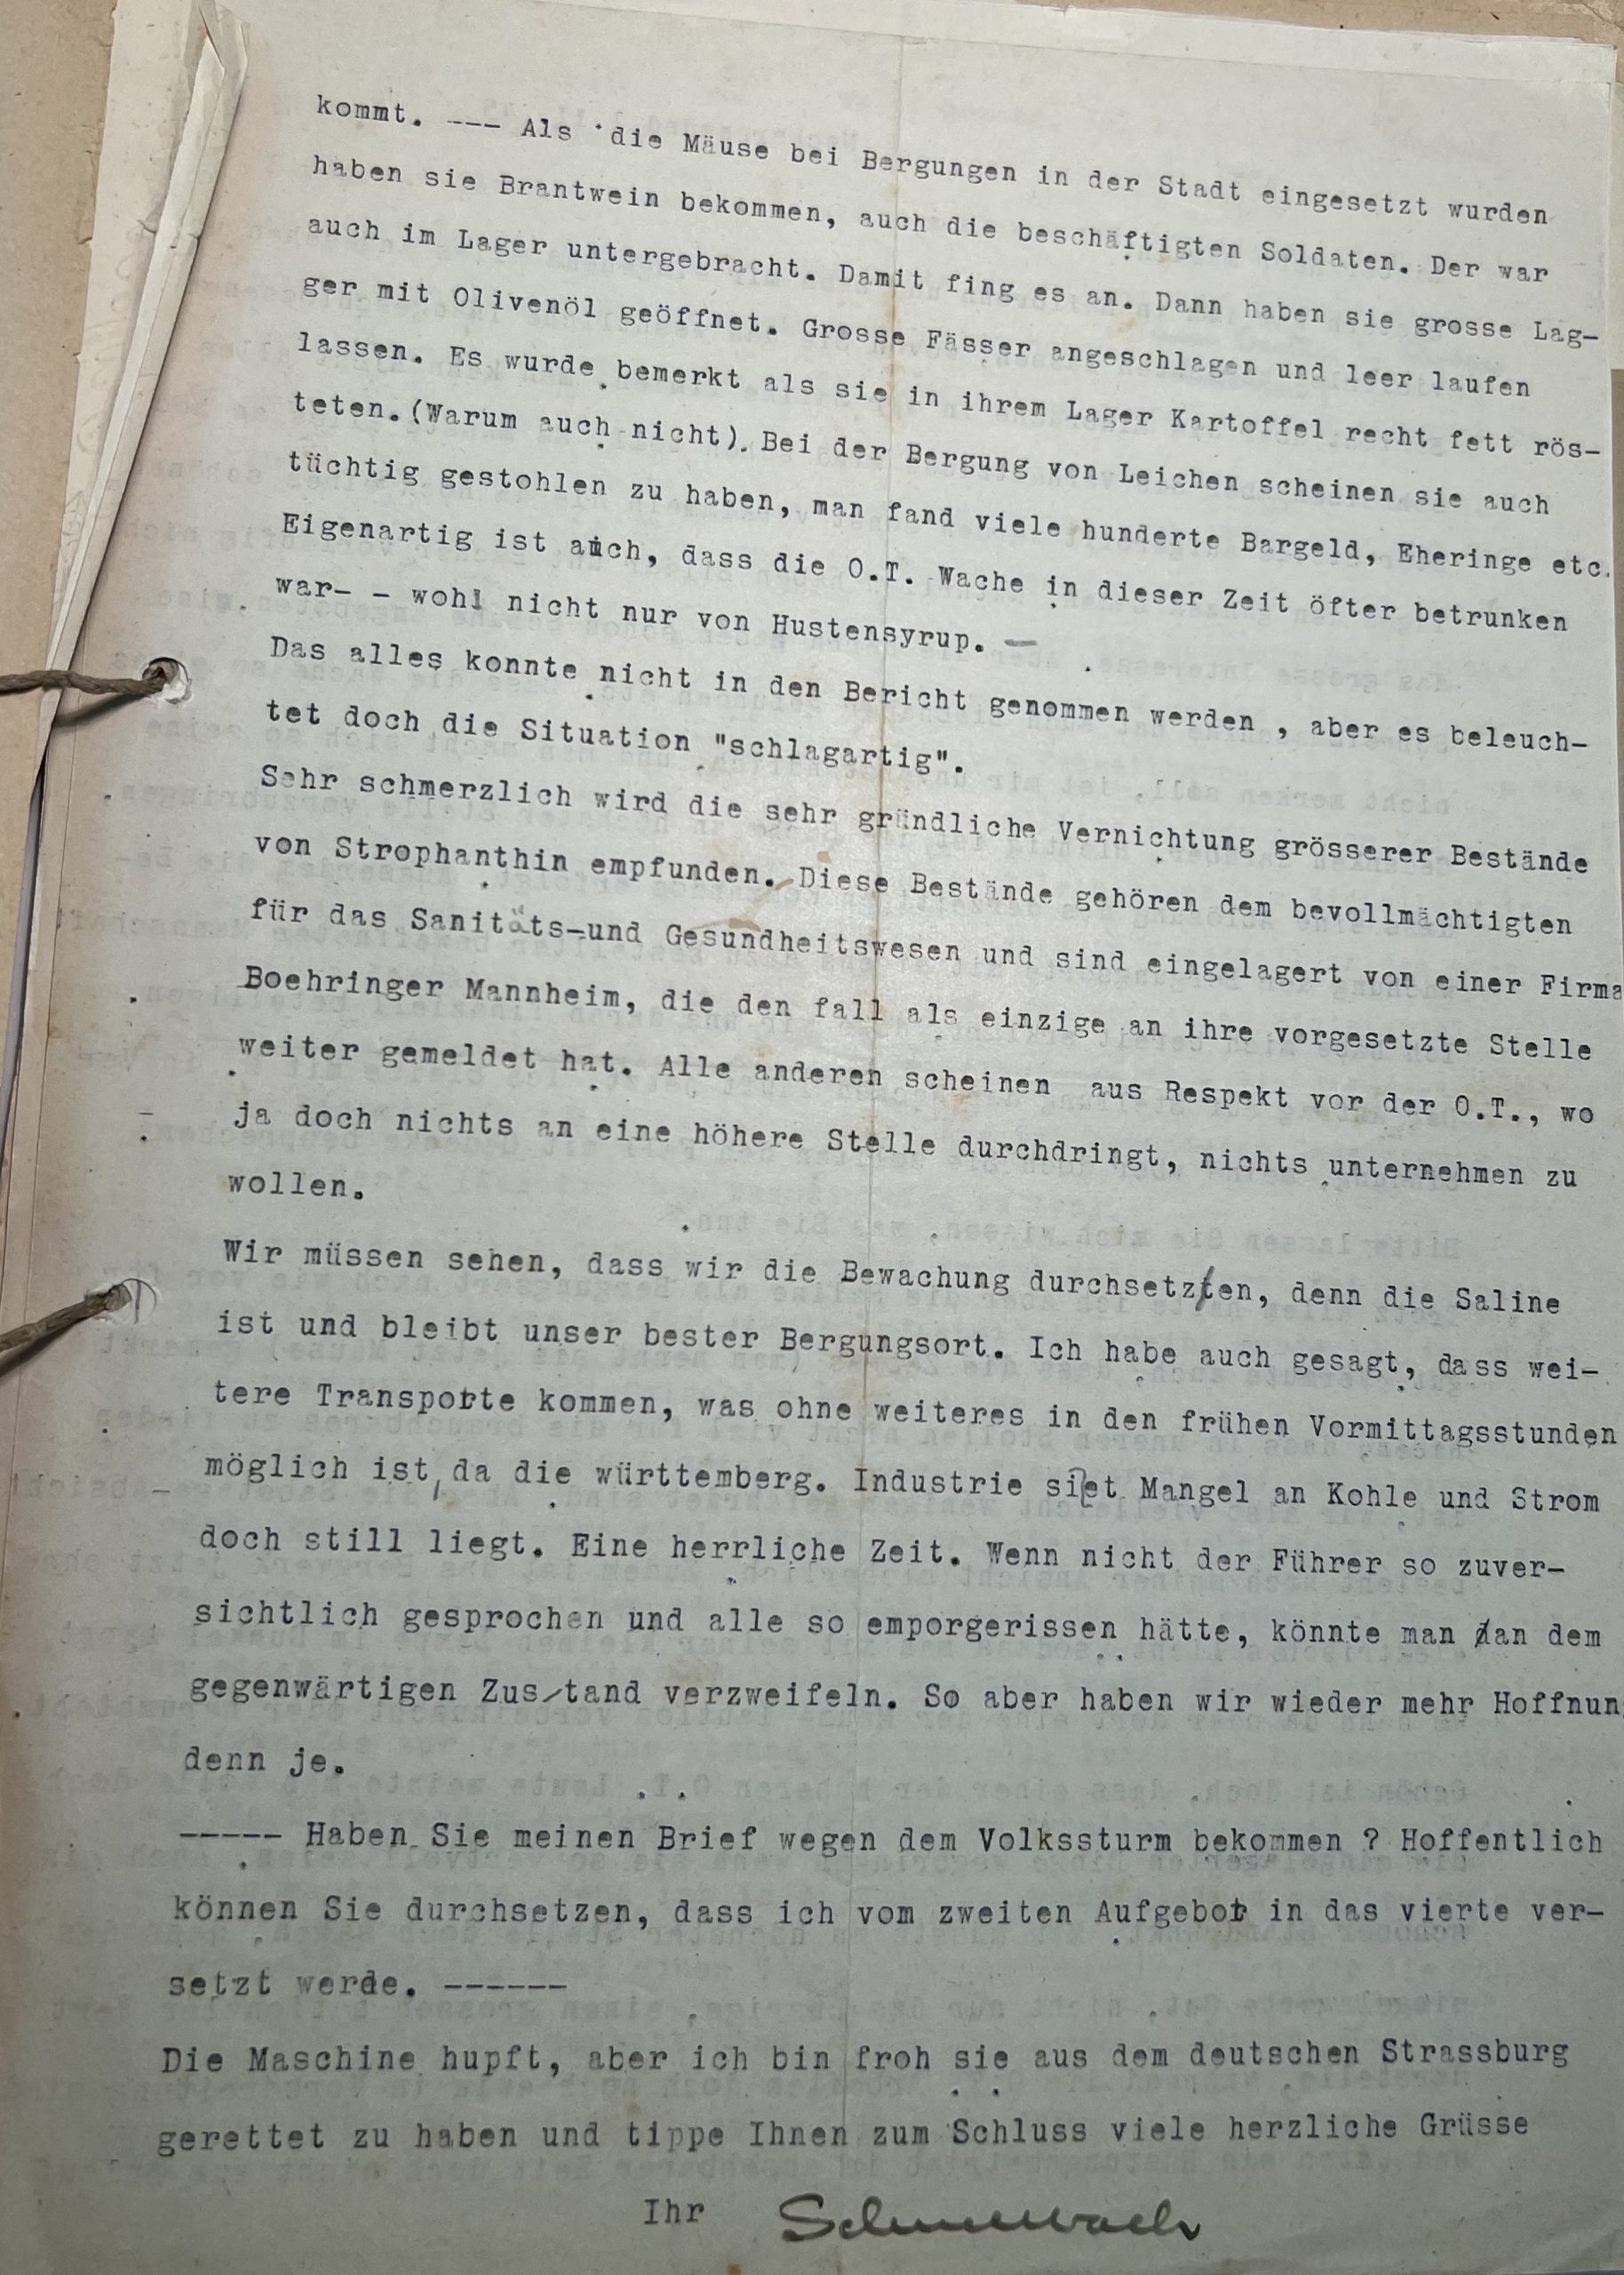 kommt. --- Als die Mäuse bei Bergungen in der Stadt eingesetzt wurden
haben sie Brantwein bekommen, auch die beschäftigten Soldaten. Der war
auch im Lager untergebracht. Damit fing es an. Dann haben sie grosse Lag-
ger mit Olivenöl geöffnet. Grosse Fässer angeschlagen und leer laufen
lassen. Es wurde bemerkt als sie in ihrem Lager Kartoffel recht fett rös-
teten.(Warum auch nicht). Bei der Bergung von Leichen scheinen sie auch
tüchtig gestohlen zu haben, man fand viele hunderte Bargeld, Eheringe etc.
Eigenartig ist auch, dass die O.T. Wache in dieser Zeit öfter betrunken
war- - wohl nicht nur von Hustensyrup. —
Das alles konnte nicht in den Bericht genommen werden , aber es beleuch-
tet doch die Situation "schlagartig".
Sehr schmerzlich wird die sehr gründliche Vernichtung grösserer Bestände
von Strophanthin empfunden. Diese Bestände gehören dem bevollmächtigten
für das Sanitäts-und Gesundheitswesen und sind eingelagert von einer Firma
Boehringer Mannheim, die den fall als einzige an ihre vorgesetzte Stelle
weiter gemeldet hat. Alle anderen scheinen aus Respekt vor der O.T., wo
ja doch nichts an eine höhere Stelle durchdringt, nichts unternehmen zu
wollen.
Wir müssen sehen, dass wir die Bewachung durchsetzen, denn die Saline
ist und bleibt unser bester Bergungsort. Ich habe auch gesagt, dass wei-
tere Transporte kommen, was ohne weiteres in den frühen Vormittagsstunden
möglich ist, da die württemberg. Industrie Mangel an Kohle und Strom
doch still liegt. Eine herrliche Zeit. Wenn nicht der Führer so zuver-
sichtlich gesprochen und alle so emporgerissen hätte, könnte man an dem
gegenwärtigen Zustand verzweifeln. So aber haben wir wieder mehr Hoffnun
denn je.
----- Haben Sie meinen Brief wegen dem Volkssturm bekommen ? Hoffentlich
können Sie durchsetzen, dass ich vom zweiten Aufgebot in das vierte ver-
setzt werde. ------
Die Maschine hupft, aber ich bin froh sie aus dem deutschen Strassburg
gerettet zu haben und tippe Ihnen zum Schluss viele herzliche Grüsse
Ihr